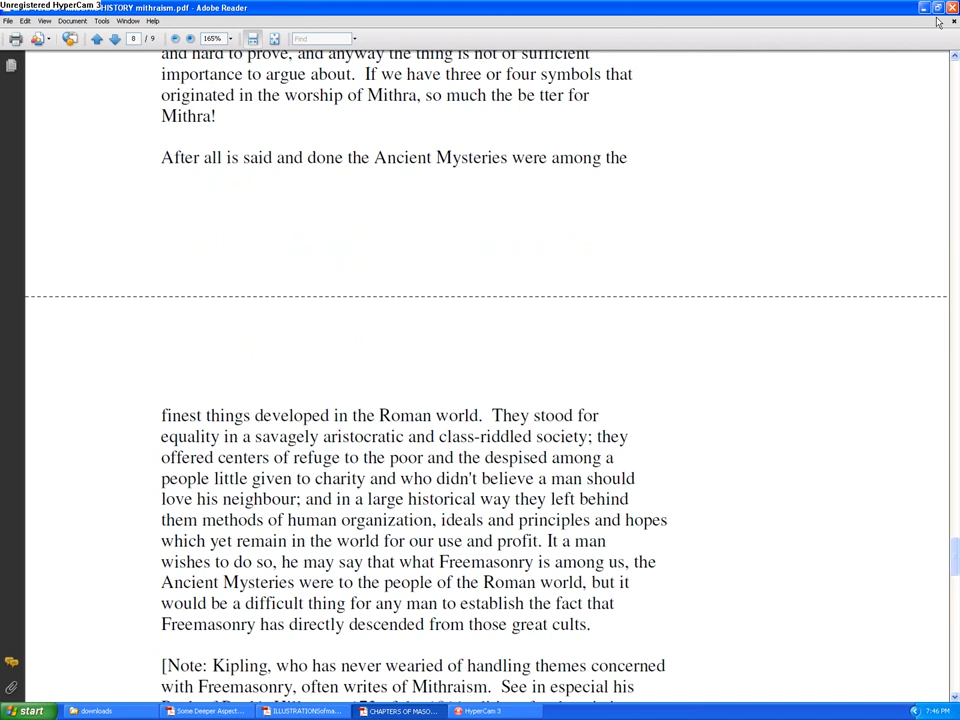 Unregistered HyperCam 3
HISTORY mithraism.pdf - Adobe Reader
File Edit View Document Tools Window Help
8 / 9 165% Find
and hard to prove, and anyway the thing is not of sufficient
importance to argue about. If we have three or four symbols that
originated in the worship of Mithra, so much the be tter for
Mithra!
After all is said and done the Ancient Mysteries were among the
finest things developed in the Roman world. They stood for
equality in a savagely aristocratic and class-riddled society; they
offered centers of refuge to the poor and the despised among a
people little given to charity and who didn't believe a man should
love his neighbour; and in a large historical way they left behind
them methods of human organization, ideals and principles and hopes
which yet remain in the world for our use and profit. It a man
wishes to do so, he may say that what Freemasonry is among us, the
Ancient Mysteries were to the people of the Roman world, but it
would be a difficult thing for any man to establish the fact that
Freemasonry has directly descended from those great cults.
[Note: Kipling, who has never wearied of handling themes concerned
with Freemasonry, often writes of Mithraism. See in especial his
start downloads Some Deeper Aspect... ILLUSTRATIONSofma... CHAPTERS OF MASO... HyperCam 3 7:46 PM